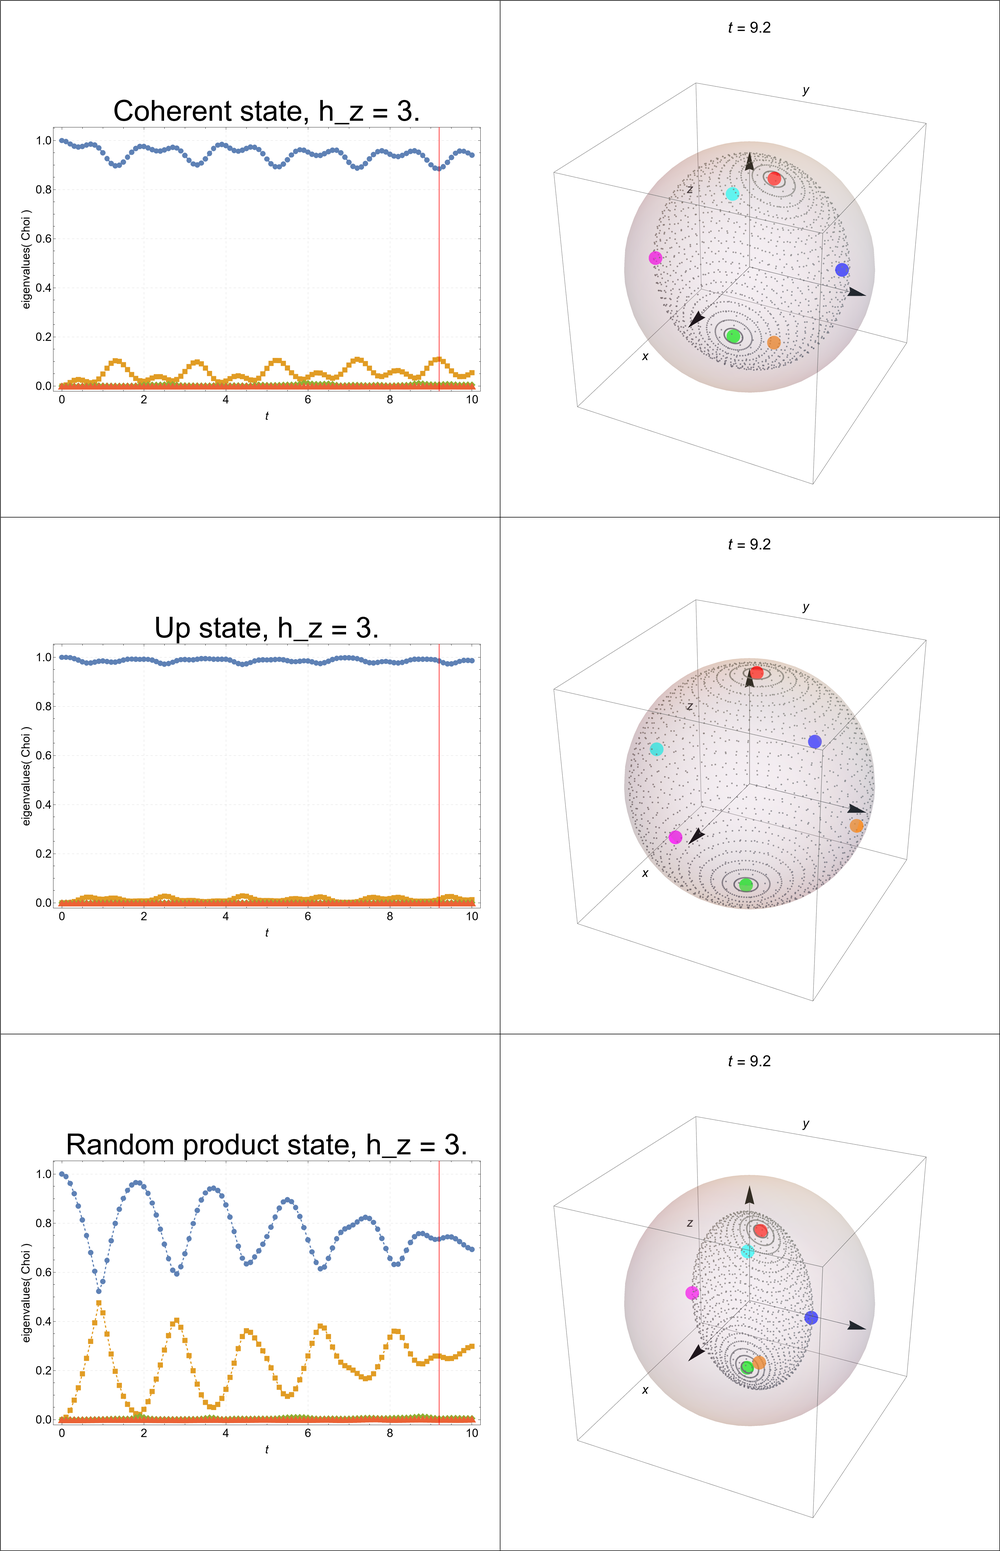 t = 9.2
Coherent state, h_z = 3.
y
z
x
eigenvalues( Choi )
1.0
0.8
0.6
0.4
0.2
0.0
0 2 4 6 8 10
t
t = 9.2
Up state, h_z = 3.
y
z
x
eigenvalues( Choi )
1.0
0.8
0.6
0.4
0.2
0.0
0 2 4 6 8 10
t
t = 9.2
Random product state, h_z = 3.
y
z
x
eigenvalues( Choi )
1.0
0.8
0.6
0.4
0.2
0.0
0 2 4 6 8 10
t